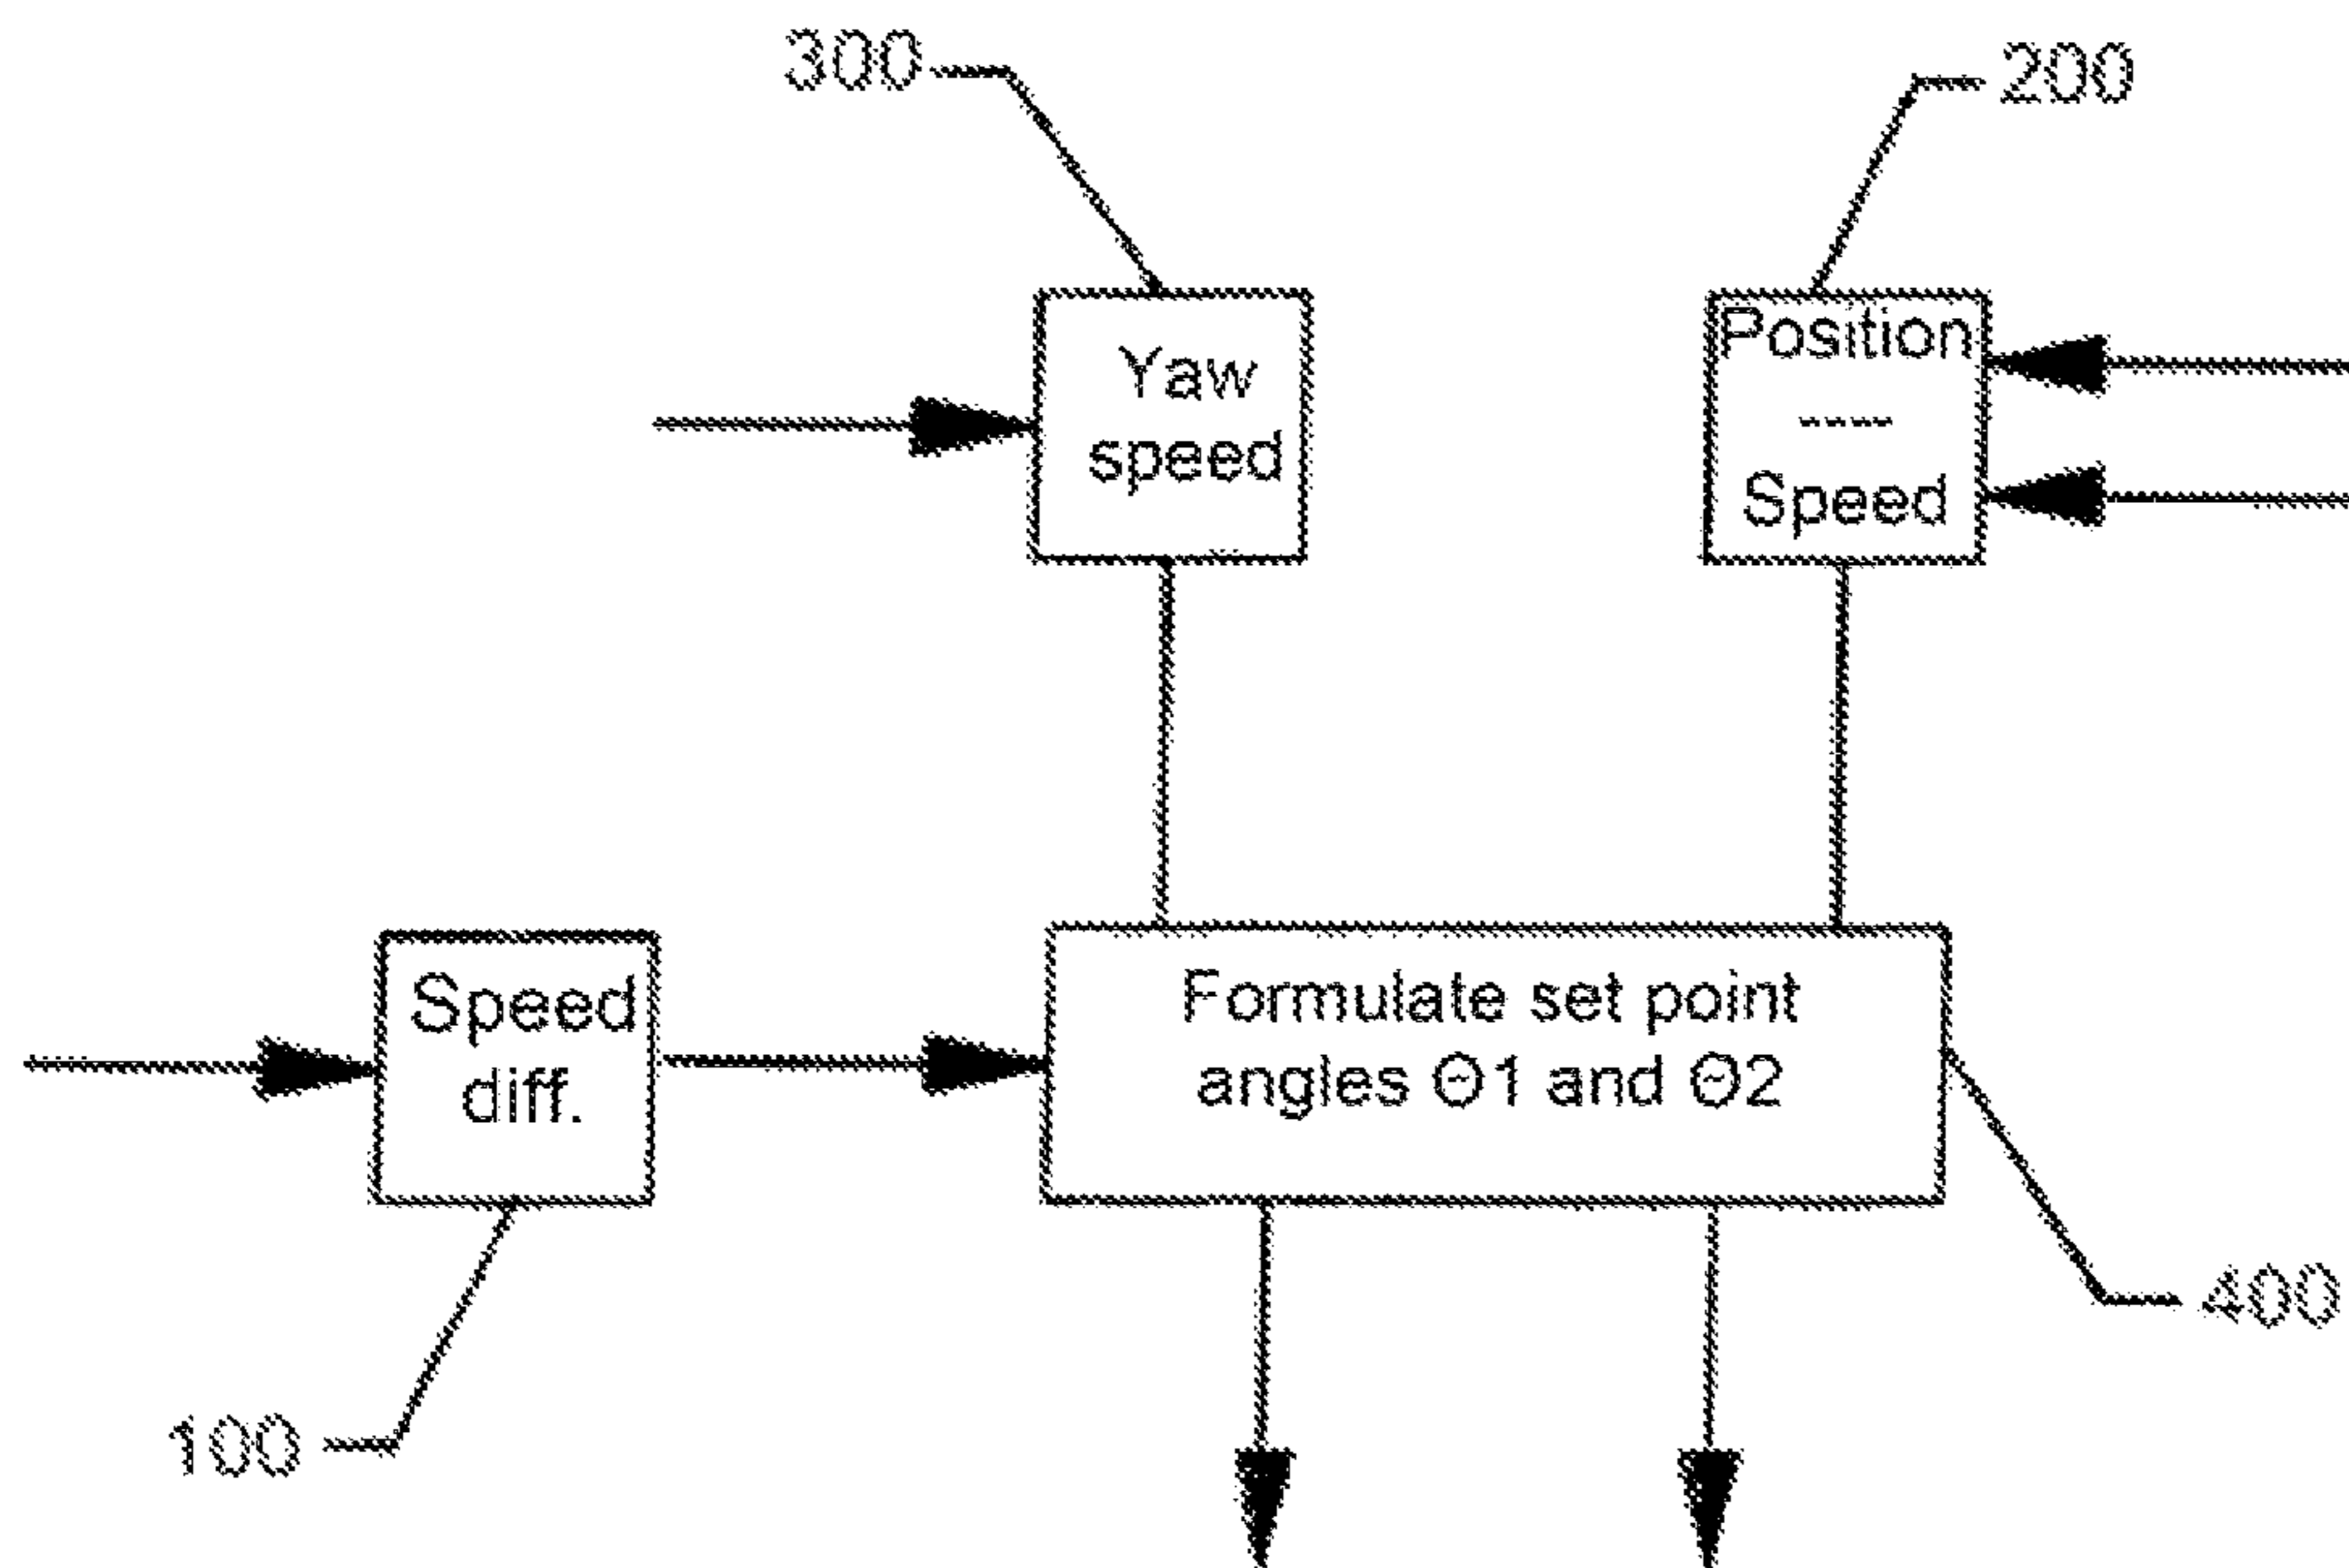 300
200
Yaw
speed
Position
----
Speed
Speed
diff.
Formulate set point
angles Θ1 and Θ2
400
100